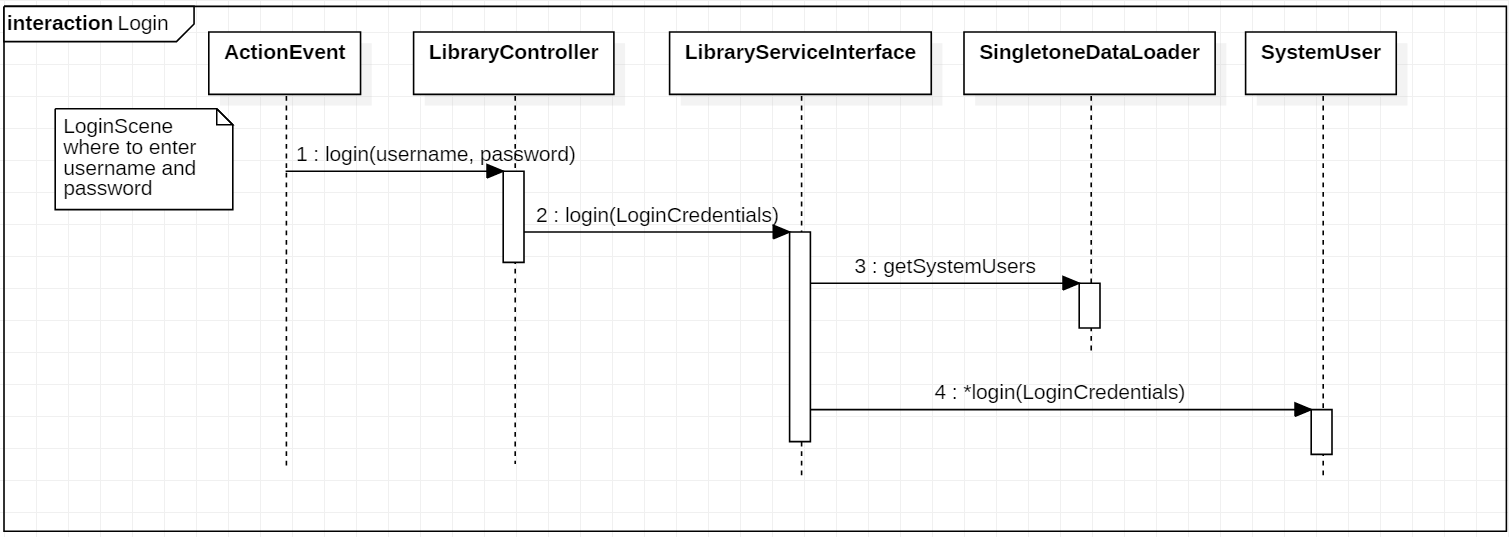 interaction Login
ActionEvent
LibraryController
LibraryServiceInterface
SingletoneDataLoader
SystemUser
LoginScene
where to enter
username and
password
1 : login(username, password)
2 : login(LoginCredentials)
3 : getSystemUsers
4 : *login(LoginCredentials)